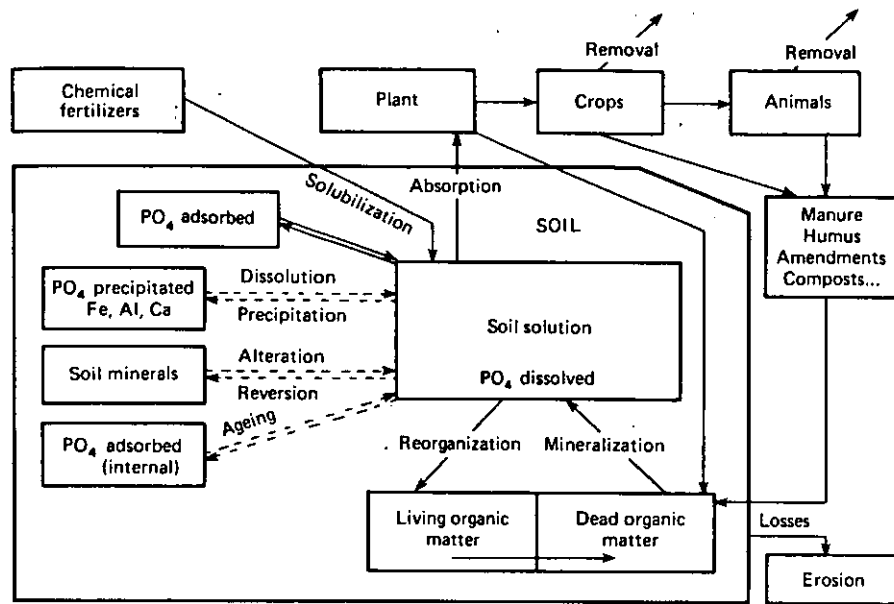 Removal
Removal
Chemical
fertilizers
Plant
Crops
Animals
Solubilization
Absorption
SOIL
PO4 adsorbed
Manure
Humus
Amendments
Composts...
PO4 precipitated
Fe, Al, Ca
Dissolution
Precipitation
Soil solution
PO4 dissolved
Soil minerals
Alteration
Reversion
Ageing
PO4 adsorbed
(internal)
Reorganization
Mineralization
Living organic
matter
Dead organic
matter
Losses
Erosion